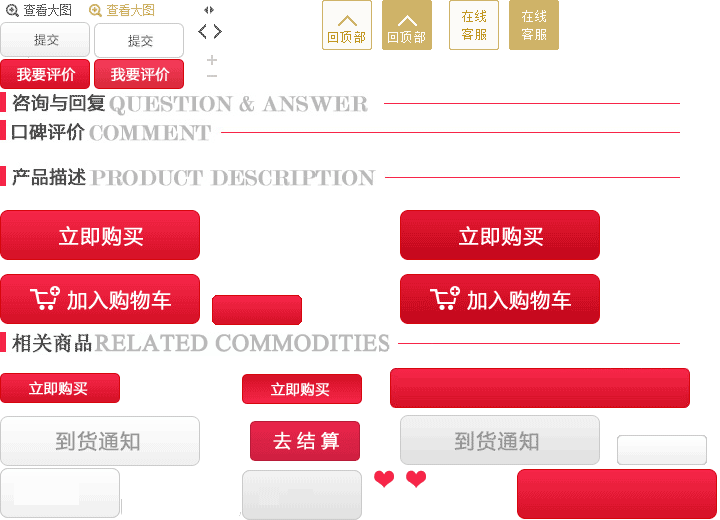 查看大图 查看大图
提交 提交
我要评价 我要评价
回顶部 回顶部
在线 在线
客服 客服
咨询与回复 QUESTION & ANSWER
口碑评价 COMMENT
产品描述 PRODUCT DESCRIPTION
立即购买 立即购买
加入购物车 加入购物车
相关商品 RELATED COMMODITIES
立即购买 立即购买
到货通知 去结算 到货通知